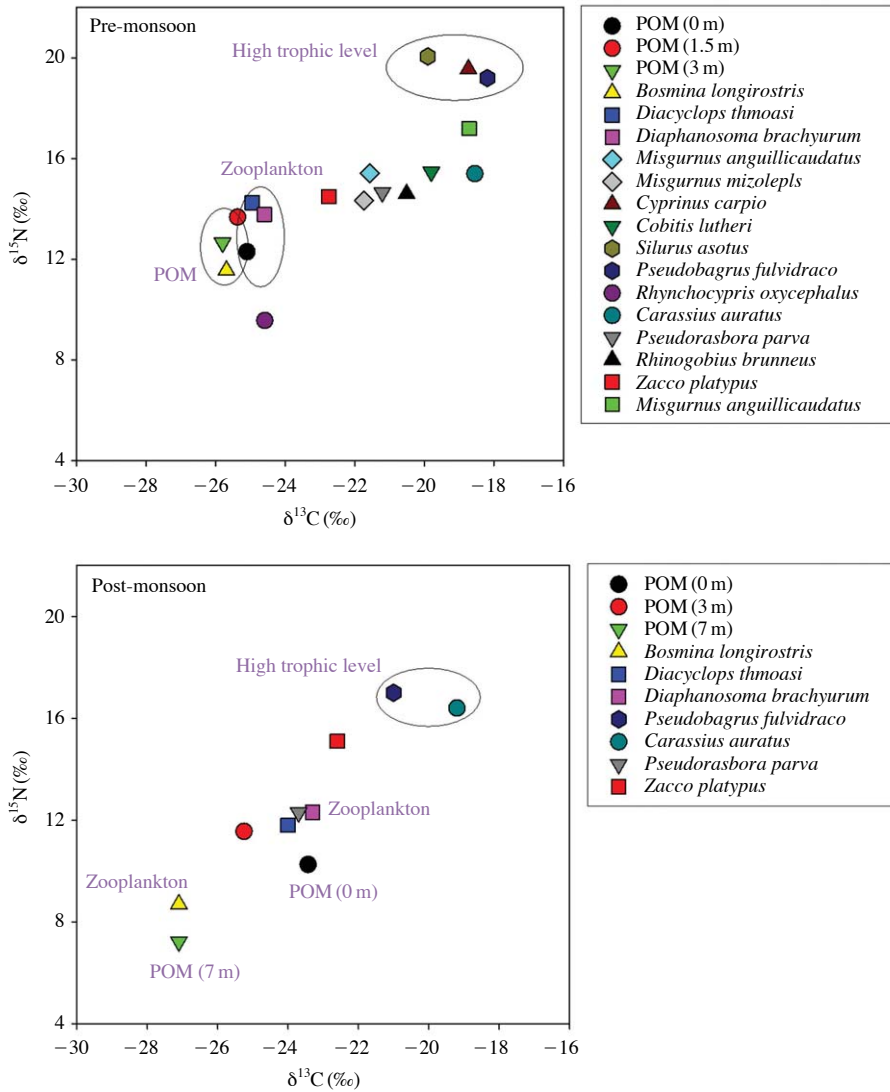 Pre-monsoon
High trophic level
Zooplankton
POM
20
16
12
8
4
δ15N (‰)
−30 −28 −26 −24 −22 −20 −18 −16
δ13C (‰)
POM (0 m)
POM (1.5 m)
POM (3 m)
Bosmina longirostris
Diacyclops thmoasi
Diaphanosoma brachyurum
Misgurnus anguillicaudatus
Misgurnus mizolepls
Cyprinus carpio
Cobitis lutheri
Silurus asotus
Pseudobagrus fulvidraco
Rhynchocypris oxycephalus
Carassius auratus
Pseudorasbora parva
Rhinogobius brunneus
Zacco platypus
Misgurnus anguillicaudatus
Post-monsoon
High trophic level
Zooplankton
POM (0 m)
Zooplankton
POM (7 m)
20
16
12
8
4
δ15N (‰)
−30 −28 −26 −24 −22 −20 −18 −16
δ13C (‰)
POM (0 m)
POM (3 m)
POM (7 m)
Bosmina longirostris
Diacyclops thmoasi
Diaphanosoma brachyurum
Pseudobagrus fulvidraco
Carassius auratus
Pseudorasbora parva
Zacco platypus